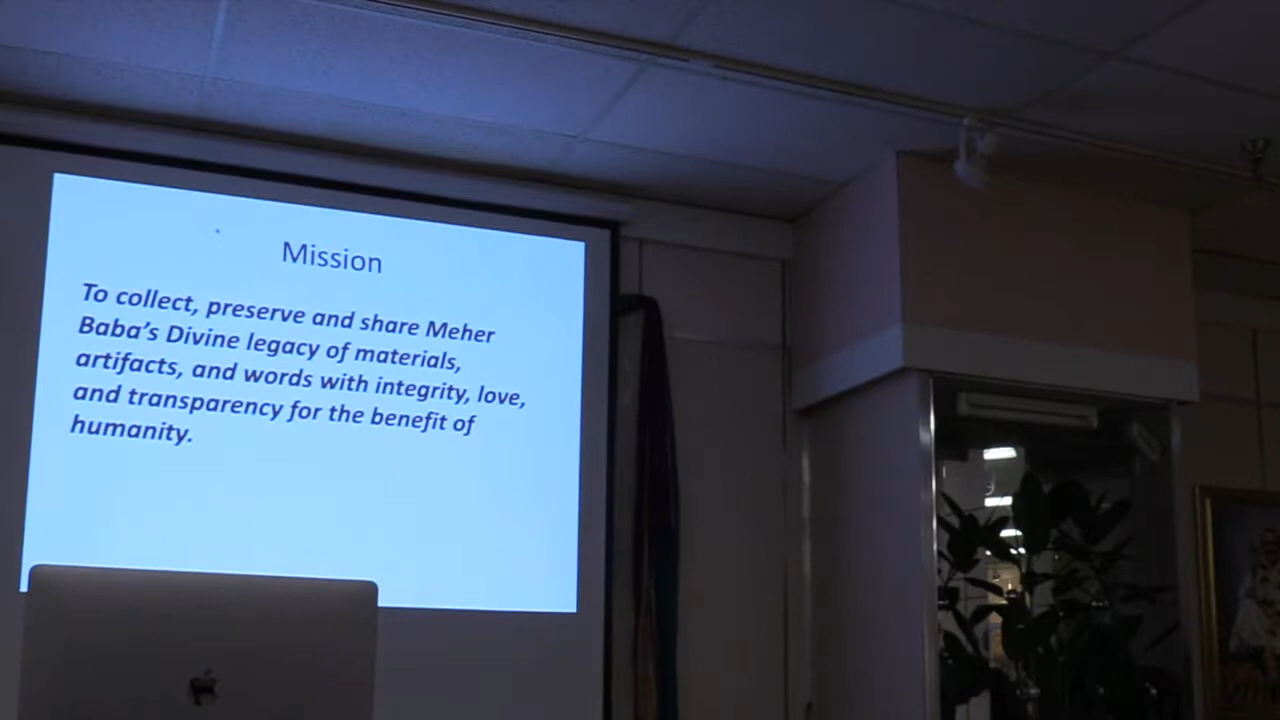 Mission
To collect, preserve and share Meher
Baba's Divine legacy of materials,
artifacts, and words with integrity, love,
and transparency for the benefit of
humanity.